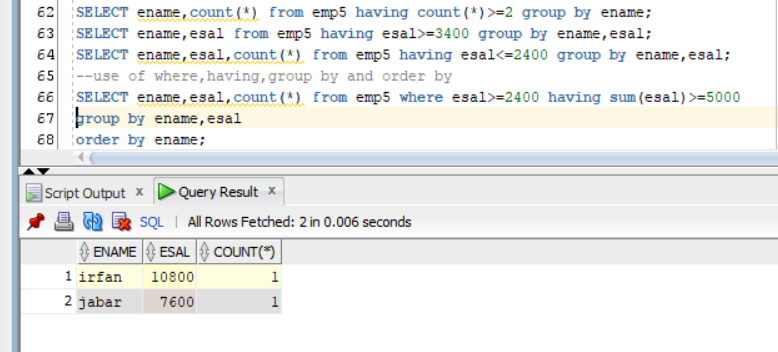 62 SELECT ename,count(*) from emp5 having count(*)>=2 group by ename;
63 SELECT ename,esal from emp5 having esal>=3400 group by ename,esal;
64 SELECT ename,esal,count(*) from emp5 having esal<=2400 group by ename,esal;
65 --use of where,having,group by and order by
66 SELECT ename,esal,count(*) from emp5 where esal>=2400 having sum(esal)>=5000
67 group by ename,esal
68 order by ename;
Script Output x Query Result x
SQL | All Rows Fetched: 2 in 0.006 seconds
ENAME ESAL COUNT(*)
1 irfan 10800 1
2 jabar 7600 1